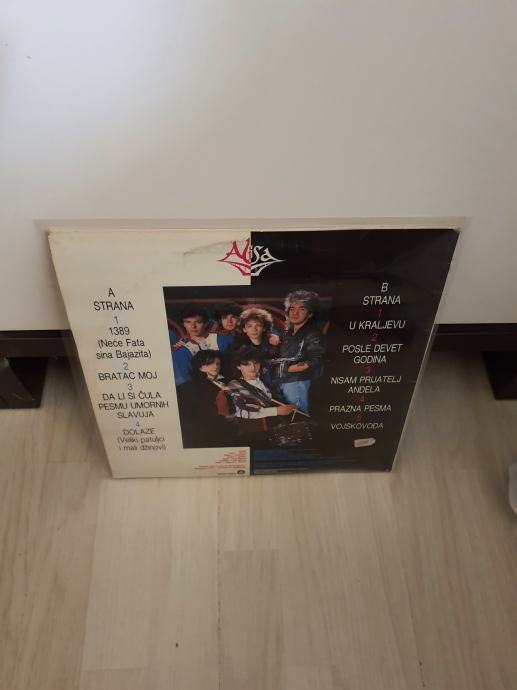 Alisa
A
STRANA
1
1389
(Neće Fata
sina Bajazita)
2
BRATAC MOJ
3
DA LI SI ČULA
PESMU UMORNIH
SLAVUJA
4
DOLAZE
(Veliki patuljci
i mali džinovi)
B
STRANA
1
U KRALJEVU
2
POSLE DEVET
GODINA
3
NISAM PRIJATELJ
ANĐELA
4
PRAZNA PESMA
5
VOJSKOVOĐA